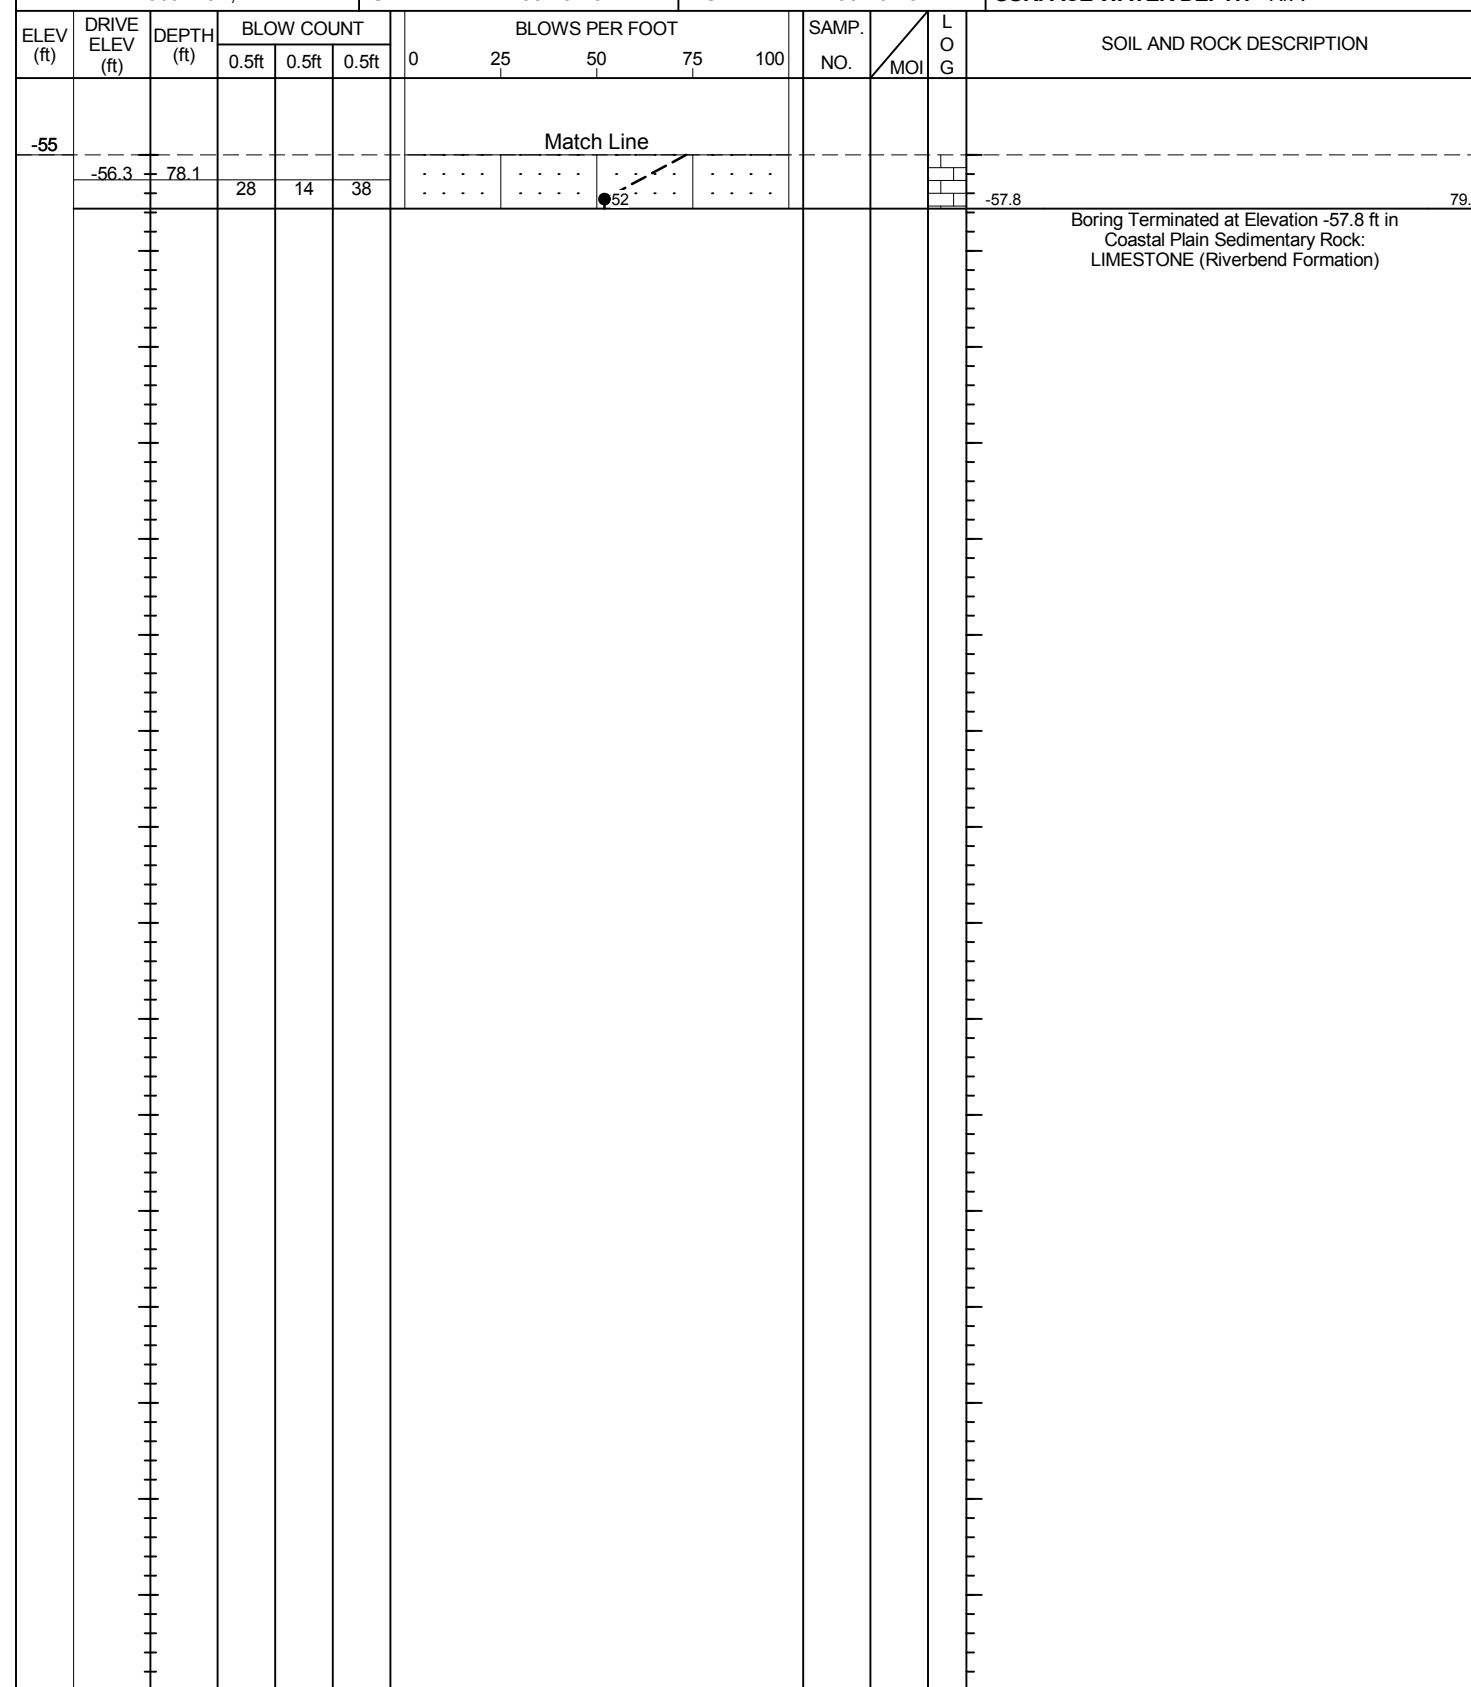 ELEV (ft) DRIVE ELEV (ft) DEPTH (ft) BLOW COUNT 0.5ft 0.5ft 0.5ft BLOWS PER FOOT 0 25 50 75 100 SAMP. NO. MOI LOG SOIL AND ROCK DESCRIPTION
-55 Match Line
-56.3 78.1
28 14 38
52 -57.8 79.
Boring Terminated at Elevation -57.8 ft in
Coastal Plain Sedimentary Rock:
LIMESTONE (Riverbend Formation)